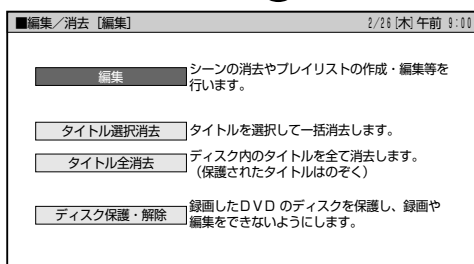 ■編集／消去［編集］ 2/26[木]午前 9:00
編集 シーンの消去やプレイリストの作成・編集等を
行います。
タイトル選択消去 タイトルを選択して一括消去します。
タイトル全消去 ディスク内のタイトルを全て消去します。
（保護されたタイトルはのぞく）
ディスク保護・解除 録画したＤＶＤ のディスクを保護し、録画や
編集をできないようにします。